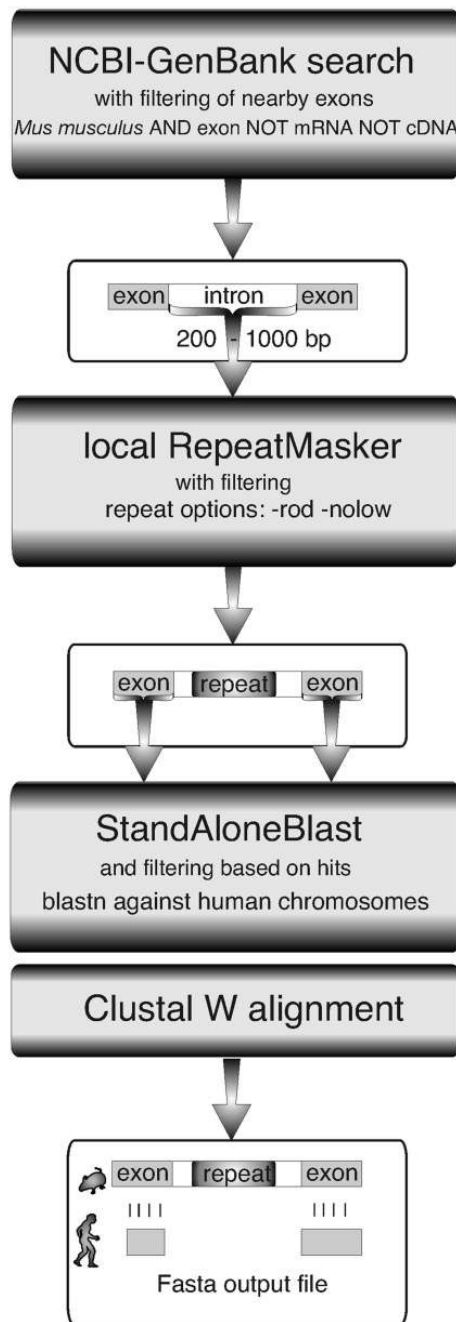 NCBI-GenBank search
with filtering of nearby exons
Mus musculus AND exon NOT mRNA NOT cDNA
exon intron exon
200 - 1000 bp
local RepeatMasker
with filtering
repeat options: -rod -nolow
exon repeat exon
StandAloneBlast
and filtering based on hits
blastn against human chromosomes
Clustal W alignment
exon repeat exon
Fasta output file